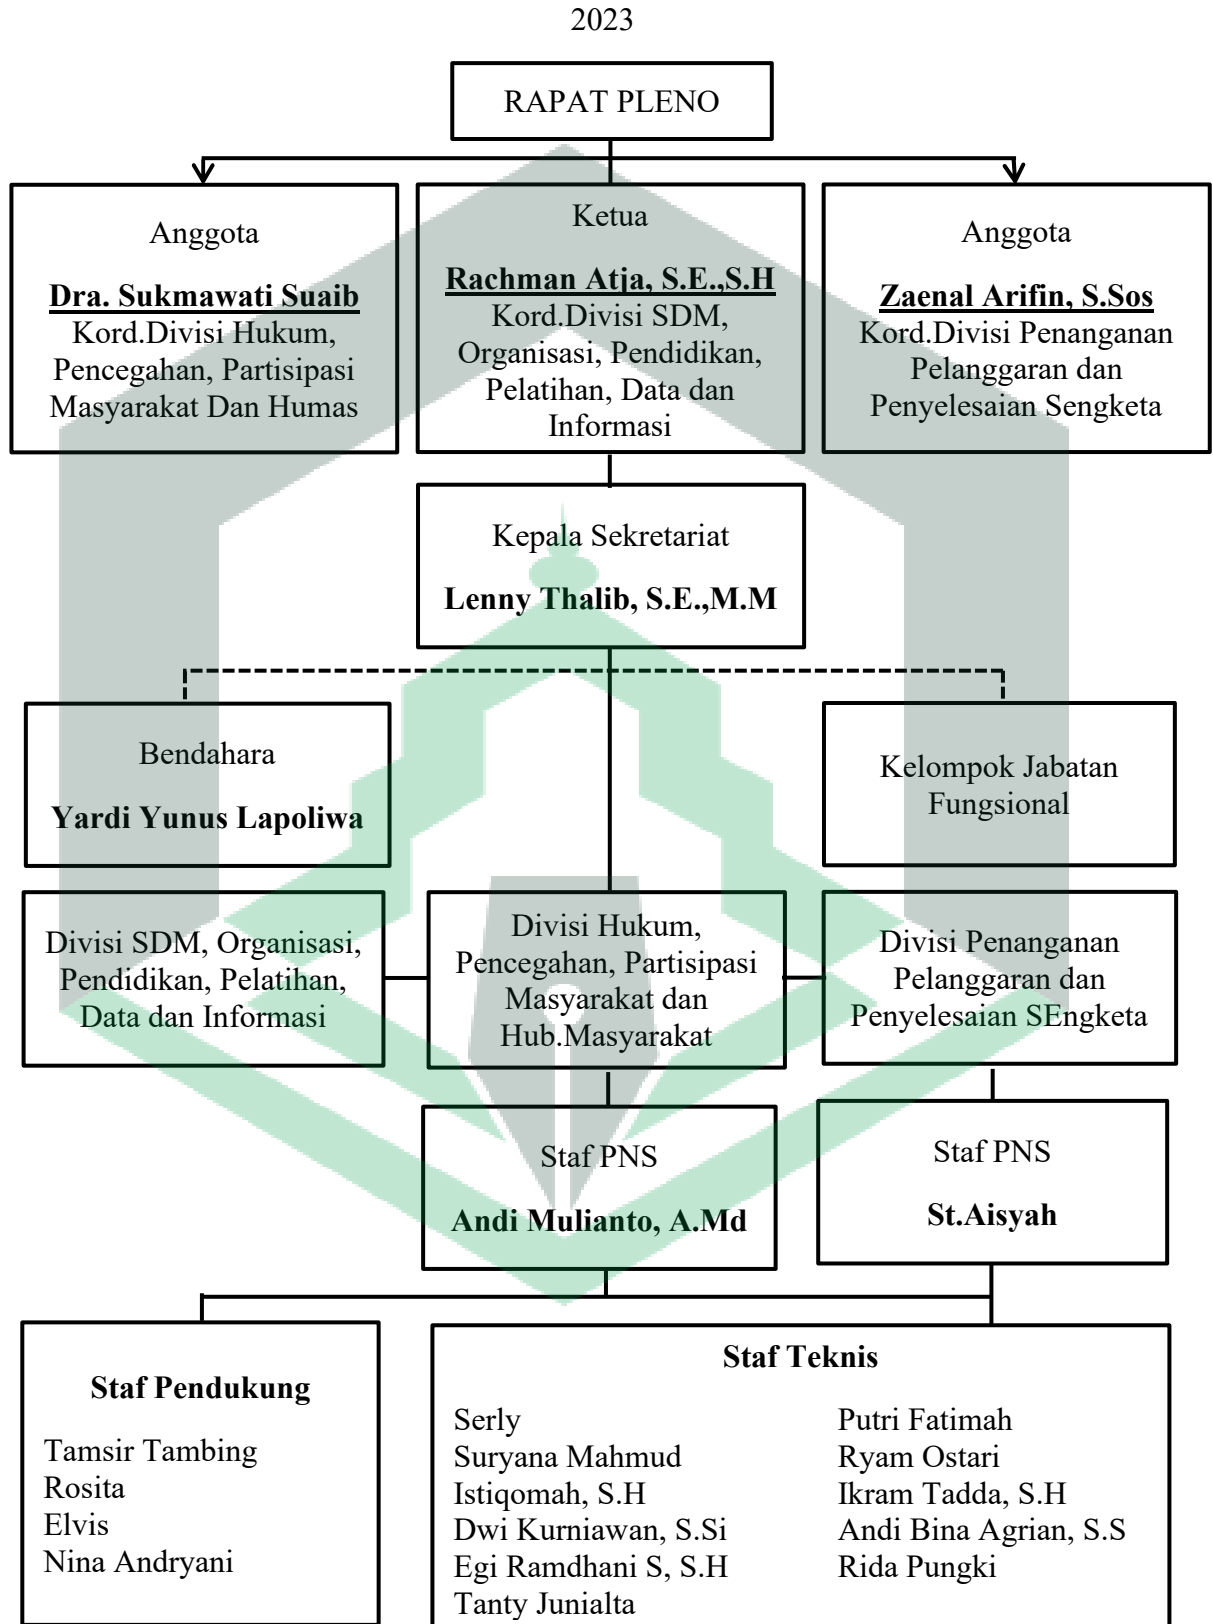 2023
RAPAT PLENO
Anggota
Dra. Sukmawati Suaib
Kord.Divisi Hukum,
Pencegahan, Partisipasi
Masyarakat Dan Humas
Ketua
Rachman Atja, S.E.,S.H
Kord.Divisi SDM,
Organisasi, Pendidikan,
Pelatihan, Data dan
Informasi
Anggota
Zaenal Arifin, S.Sos
Kord.Divisi Penanganan
Pelanggaran dan
Penyelesaian Sengketa
Kepala Sekretariat
Lenny Thalib, S.E.,M.M
Bendahara
Yardi Yunus Lapoliwa
Kelompok Jabatan
Fungsional
Divisi SDM, Organisasi,
Pendidikan, Pelatihan,
Data dan Informasi
Divisi Hukum,
Pencegahan, Partisipasi
Masyarakat dan
Hub.Masyarakat
Divisi Penanganan
Pelanggaran dan
Penyelesaian SEngketa
Staf PNS
Andi Mulianto, A.Md
Staf PNS
St.Aisyah
Staf Pendukung
Tamsir Tambing
Rosita
Elvis
Nina Andryani
Staf Teknis
Serly
Suryana Mahmud
Istiqomah, S.H
Dwi Kurniawan, S.Si
Egi Ramdhani S, S.H
Tanty Junialta
Putri Fatimah
Ryam Ostari
Ikram Tadda, S.H
Andi Bina Agrian, S.S
Rida Pungki